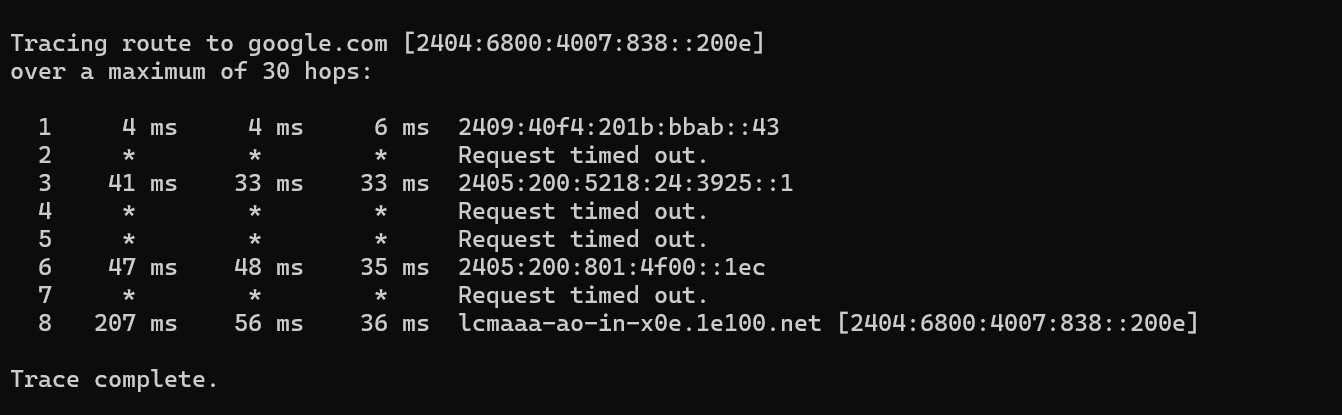 Tracing route to google.com [2404:6800:4007:838::200e]
over a maximum of 30 hops:

  1     4 ms     4 ms     6 ms  2409:40f4:201b:bbab::43
  2     *        *        *     Request timed out.
  3    41 ms    33 ms    33 ms  2405:200:5218:24:3925::1
  4     *        *        *     Request timed out.
  5     *        *        *     Request timed out.
  6    47 ms    48 ms    35 ms  2405:200:801:4f00::1ec
  7     *        *        *     Request timed out.
  8   207 ms    56 ms    36 ms  lcmaaa-ao-in-x0e.1e100.net [2404:6800:4007:838::200e]

Trace complete.